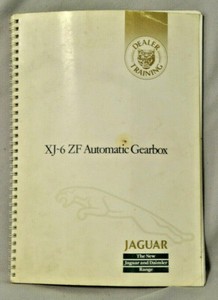 DEALER
TRAINING
XJ-6 ZF Automatic Gearbox
JAGUAR
The New
Jaguar and Daimler
Range